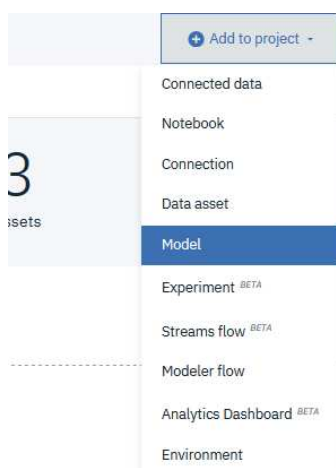 Add to project
Connected data
Notebook
Connection
3
Data asset
ssets
Model
Experiment BETA
Streams flow BETA
Modeler flow
Analytics Dashboard BETA
Environment